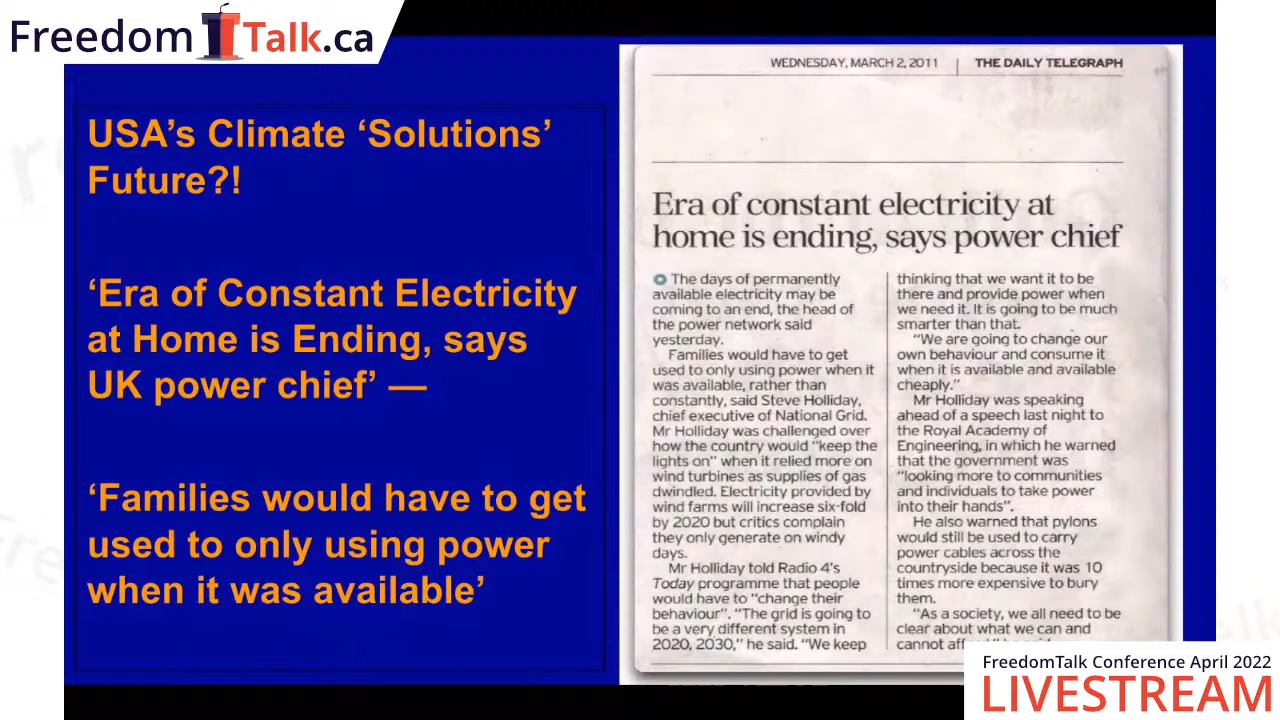 FreedomTalk.ca
USA’s Climate ‘Solutions’
Future?!
‘Era of Constant Electricity
at Home is Ending, says
UK power chief’ —
‘Families would have to get
used to only using power
when it was available’
WEDNESDAY, MARCH 2, 2011 | THE DAILY TELEGRAPH
Era of constant electricity at
home is ending, says power chief
The days of permanently
available electricity may be
coming to an end, the head of
the power network said
yesterday.
Families would have to get
used to only using power when it
was available, rather than
constantly, said Steve Holliday,
chief executive of National Grid.
Mr Holliday was challenged over
how the country would "keep the
lights on" when it relied more on
wind turbines as supplies of gas
dwindled. Electricity provided by
wind farms will increase six-fold
by 2020 but critics complain
they only generate on windy
days.
Mr Holliday told Radio 4's
Today programme that people
would have to "change their
behaviour". "The grid is going to
be a very different system in
2020, 2030," he said. "We keep
thinking that we want it to be
there and provide power when
we need it. It is going to be much
smarter than that.
"We are going to change our
own behaviour and consume it
when it is available and available
cheaply."
Mr Holliday was speaking
ahead of a speech last night to
the Royal Academy of
Engineering, in which he warned
that the government was
"looking more to communities
and individuals to take power
into their hands".
He also warned that pylons
would still be used to carry
power cables across the
countryside because it was 10
times more expensive to bury
them.
"As a society, we all need to be
clear about what we can and
cannot
FreedomTalk Conference April 2022
LIVESTREAM